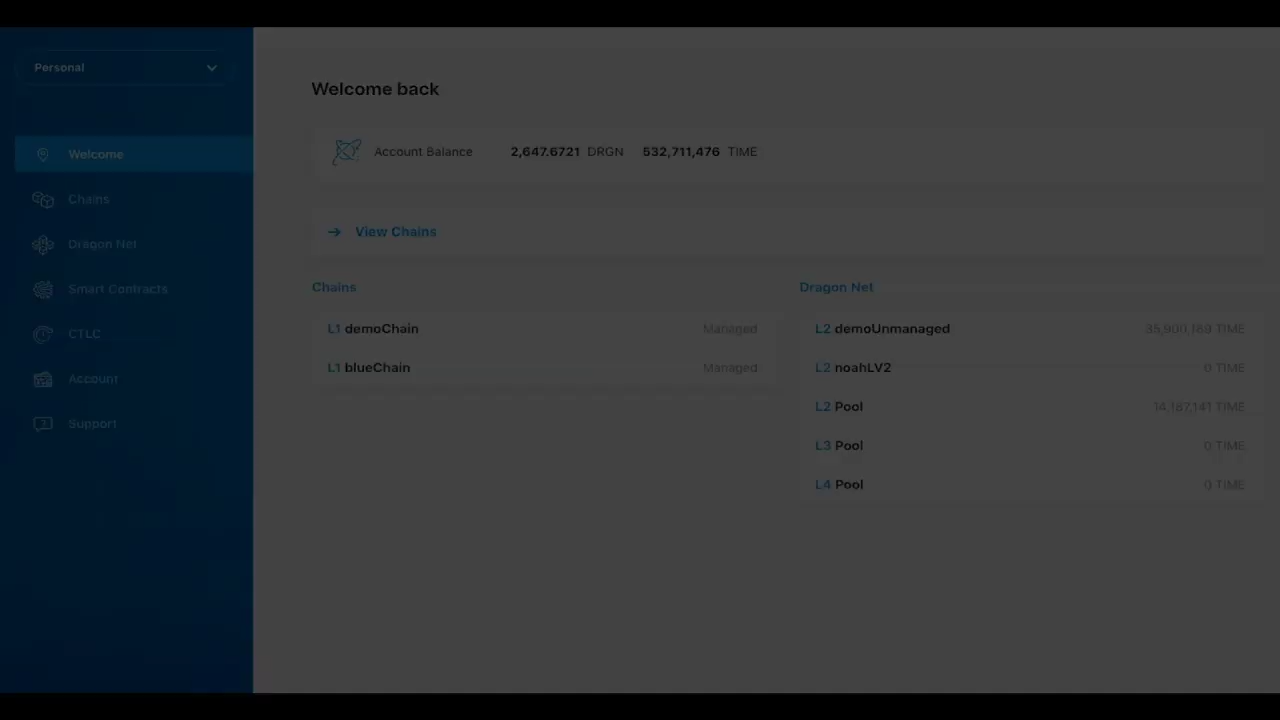 Personal
Welcome
Chains
Dragon Net
Smart Contracts
CTLC
Account
Support
Welcome back
Account Balance 2,647.6721 DRGN 532,711,476 TIME
View Chains
Chains
L1 demoChain Managed
L1 blueChain Managed
Dragon Net
L2 demoUnmanaged 35,900,189 TIME
L2 noahLV2 0 TIME
L2 Pool 14,187,141 TIME
L3 Pool 0 TIME
L4 Pool 0 TIME